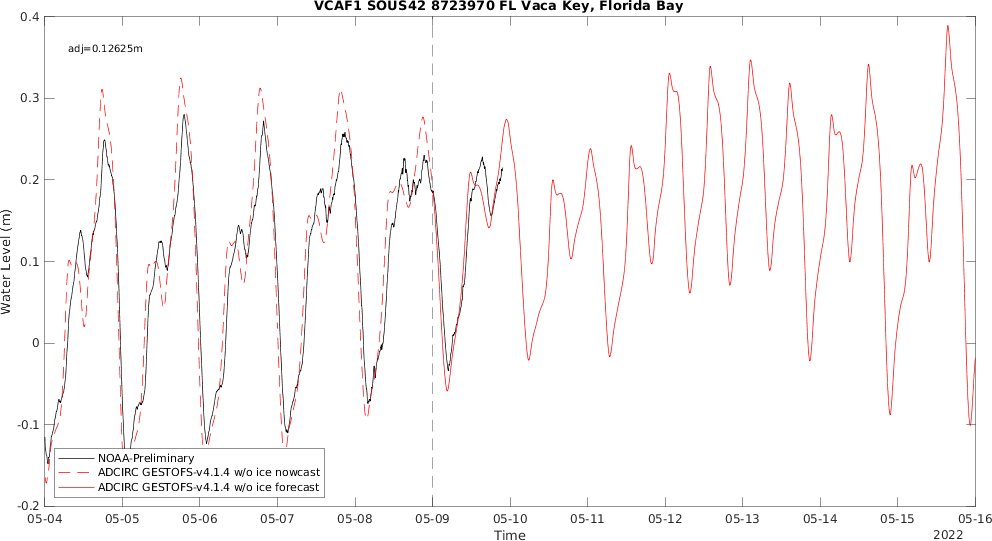 VCAF1 SOUS42 8723970 FL Vaca Key, Florida Bay
adj=0.12625m
0.4
0.3
0.2
0.1
0
-0.1
-0.2
Water Level (m)
NOAA-Preliminary
ADCIRC GESTOFS-v4.1.4 w/o ice nowcast
ADCIRC GESTOFS-v4.1.4 w/o ice forecast
05-04 05-05 05-06 05-07 05-08 05-09 05-10 05-11 05-12 05-13 05-14 05-15 05-16
Time
2022